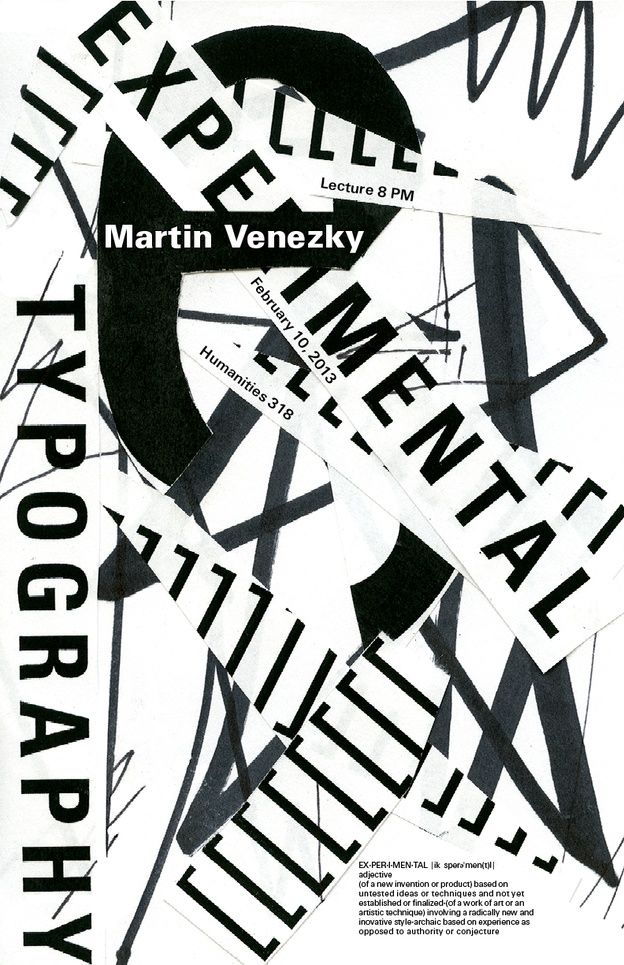 EXPERIMENTAL
Lecture 8 PM
Martin Venezky
February 10, 2013
Humanities 318
TYPOGRAPHY
EX-PER-I-MEN-TAL |ik sperə'men(t)l|
adjective
(of a new invention or product) based on
untested ideas or techniques and not yet
established or finalized-(of a work of art or an
artistic technique) involving a radically new and
inovative style-archaic based on experience as
opposed to authority or conjecture